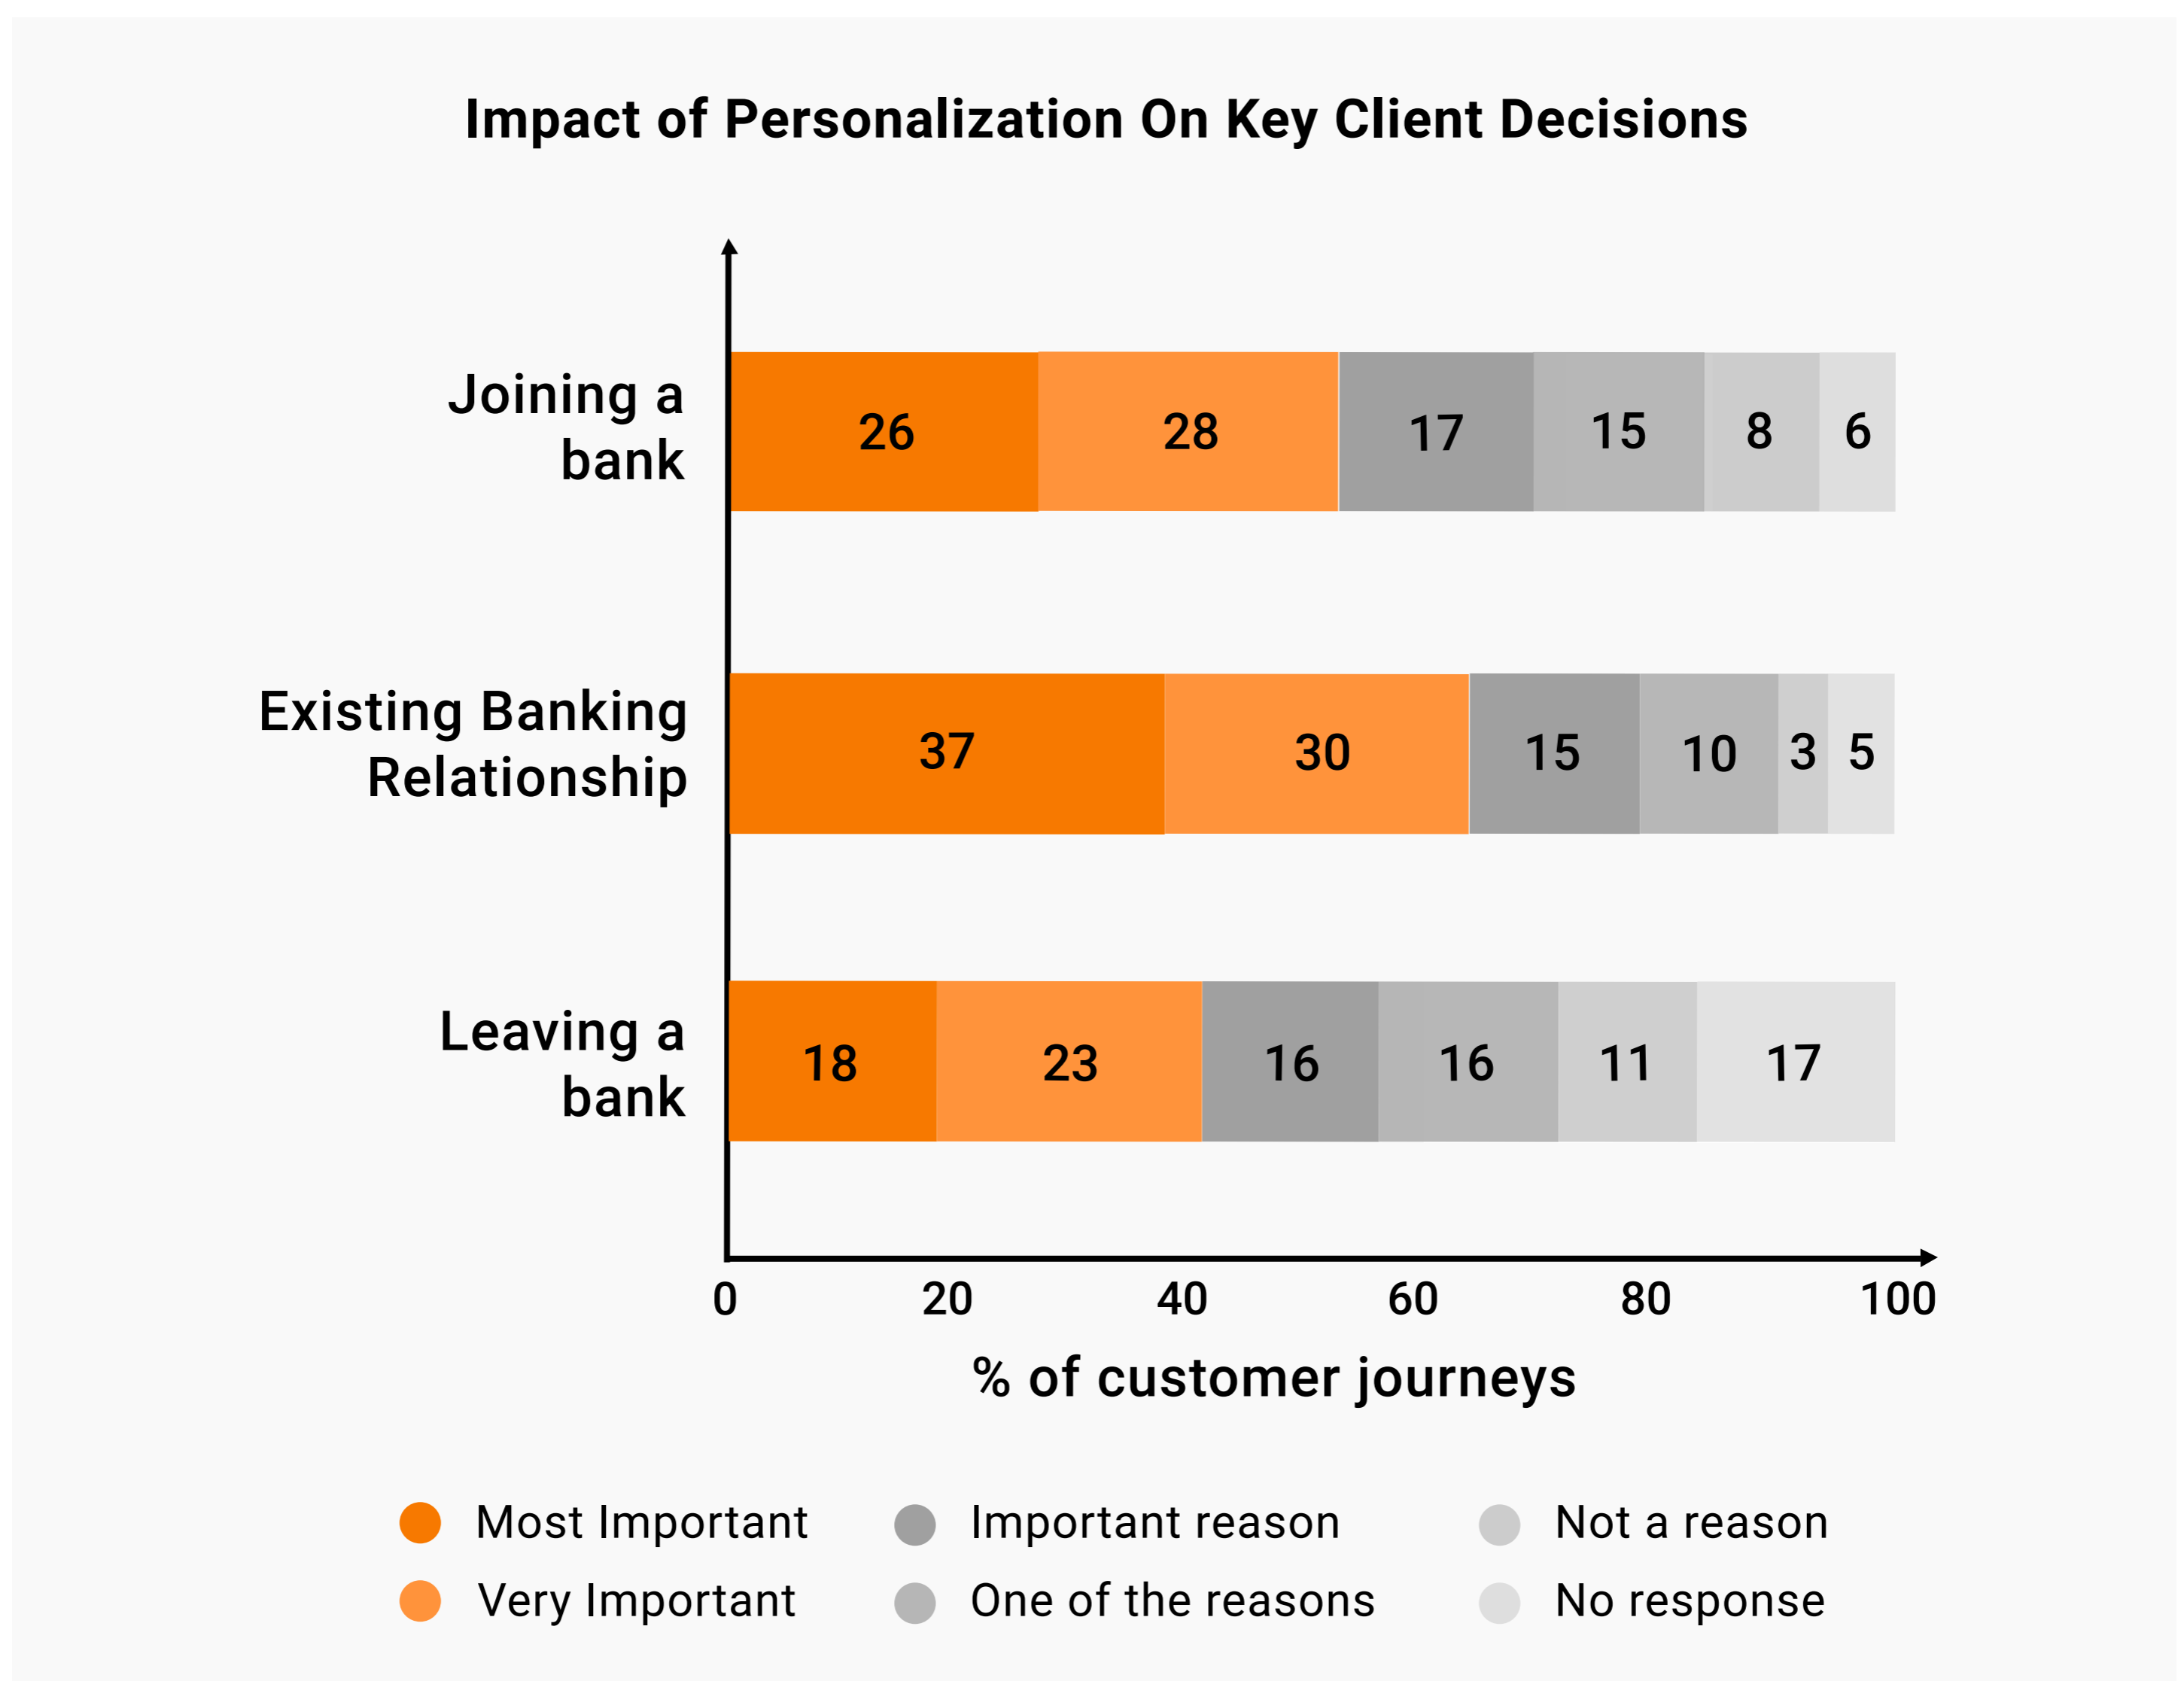 Impact of Personalization On Key Client Decisions
Joining a
bank
26 28 17 15 8 6
Existing Banking
Relationship
37 30 15 10 3 5
Leaving a
bank
18 23 16 16 11 17
0 20 40 60 80 100
% of customer journeys
Most Important
Very Important
Important reason
One of the reasons
Not a reason
No response